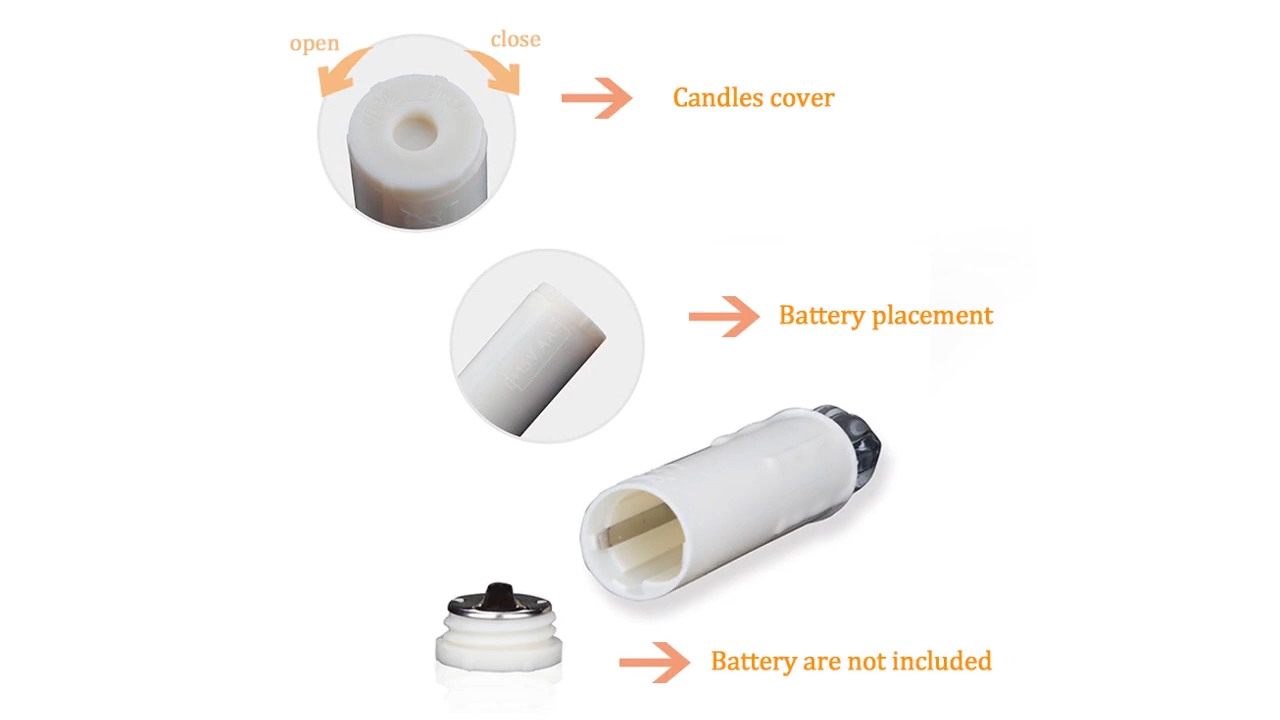 open
close
Candles cover
Battery placement
Battery are not included